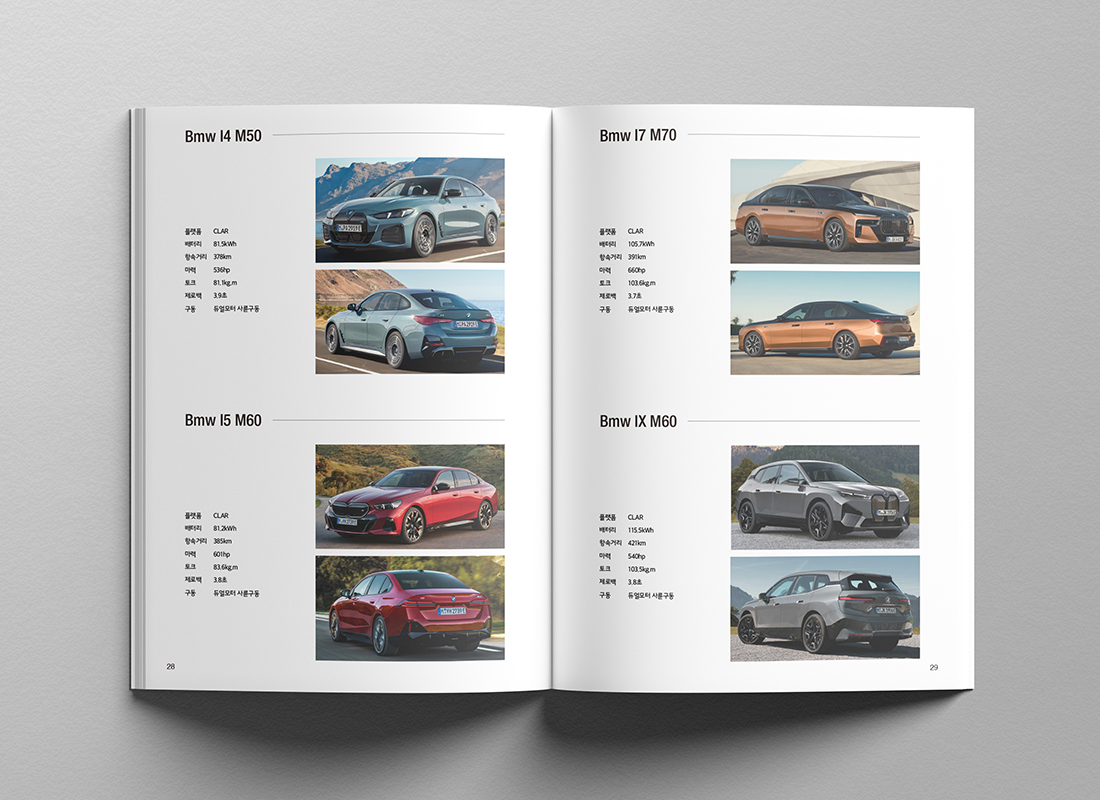 Bmw I4 M50
플랫폼 CLAR
배터리 81.5kWh
항속거리 378km
마력 536hp
토크 81.1kg.m
제로백 3.9초
구동 듀얼모터 사륜구동
Bmw I5 M60
플랫폼 CLAR
배터리 81.2kWh
항속거리 385km
마력 601hp
토크 83.6kg.m
제로백 3.8초
구동 듀얼모터 사륜구동
28
Bmw I7 M70
플랫폼 CLAR
배터리 105.7kWh
항속거리 391km
마력 660hp
토크 103.6kg.m
제로백 3.7초
구동 듀얼모터 사륜구동
Bmw IX M60
플랫폼 CLAR
배터리 115.5kWh
항속거리 421km
마력 540hp
토크 103.5kg.m
제로백 3.8초
구동 듀얼모터 사륜구동
29